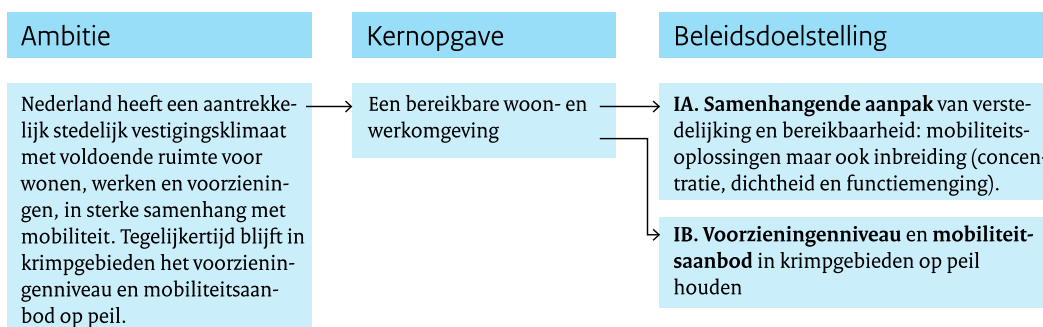 Ambitie
Kernopgave
Beleidsdoelstelling
Nederland heeft een aantrekke-
lijk stedelijk vestigingsklimaat
met voldoende ruimte voor
wonen, werken en voorzienin-
gen, in sterke samenhang met
mobiliteit. Tegelijkertijd blijft in
krimpgebieden het voorzienin-
genniveau en mobiliteitsaan-
bod op peil.
Een bereikbare woon- en
werkomgeving
IA. Samenhangende aanpak van verste-
delijking en bereikbaarheid: mobiliteits-
oplossingen maar ook inbreiding (concen-
tratie, dichtheid en functiemenging).
IB. Voorzieningenniveau en mobiliteit-
saanbod in krimpgebieden op peil
houden